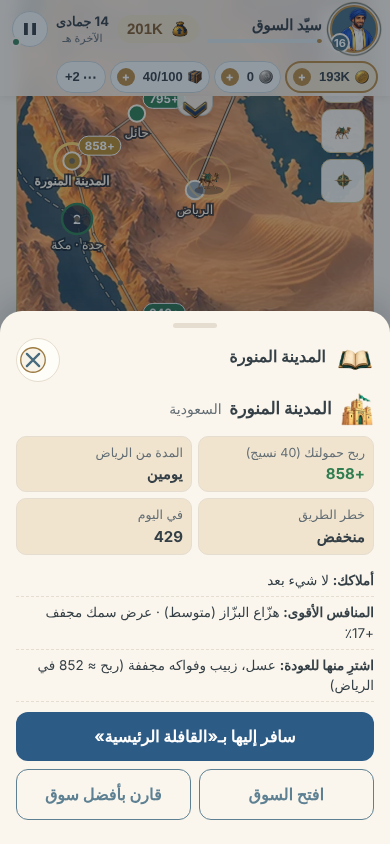 سيّد السوق
16
201K
14 جمادى
الآخرة هـ
193K
0
40/100
+2 ···
795+
حائل
858+
المدينة المنورة
الرياض
جدة · مكة
المدينة المنورة
المدينة المنورة السعودية
ربح حمولتك (40 نسيج)
858+
المدة من الرياض
يومين
خطر الطريق
منخفض
في اليوم
429
أملاكك: لا شيء بعد
المنافس الأقوى: هزّاع البزّاز (متوسط) · عرض سمك مجفف
+17٪
اشترِ منها للعودة: عسل، زبيب وفواكه مجففة (ربح ≈ 852 في
الرياض)
سافر إليها بـ«القافلة الرئيسية»
افتح السوق
قارن بأفضل سوق